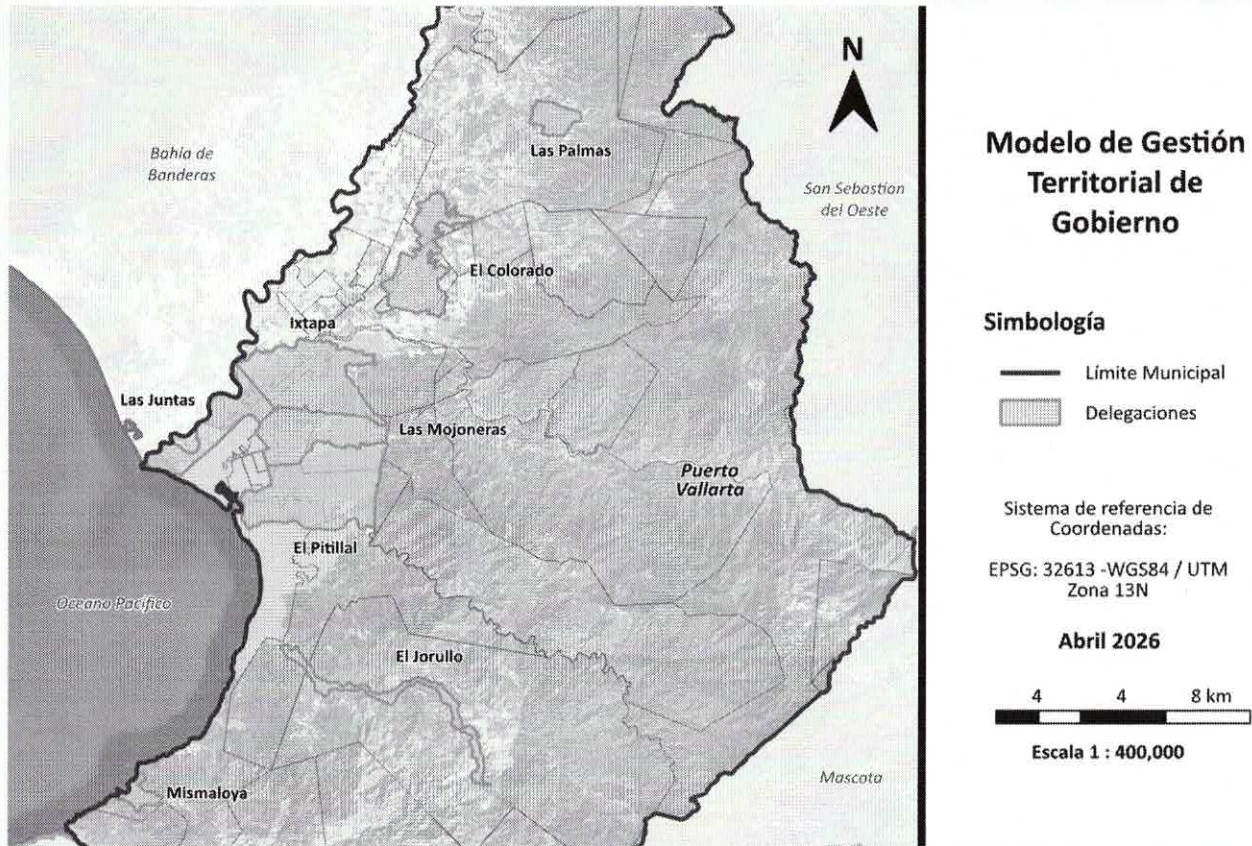 N
Bahía de
Banderas
Las Palmas
San Sebastian
del Oeste
El Colorado
Ixtapa
Las Juntas
Las Mojoneras
Puerto
Vallarta
El Pitillal
Oceano Pacífico
El Jorullo
Mascota
Mismaloya
Modelo de Gestión
Territorial de
Gobierno
Simbología
Límite Municipal
Delegaciones
Sistema de referencia de
Coordenadas:
EPSG: 32613 -WGS84 / UTM
Zona 13N
Abril 2026
4 4 8 km
Escala 1 : 400,000